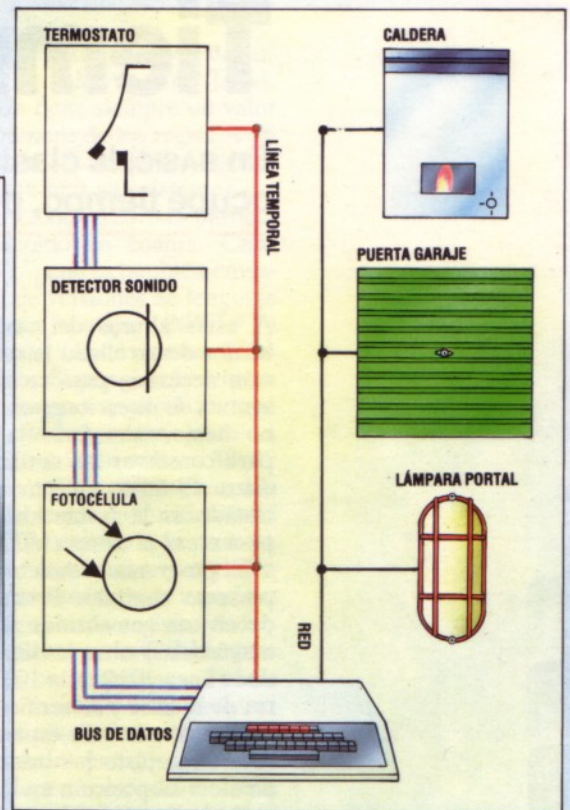 TERMOSTATO
CALDERA
LÍNEA TEMPORAL
PUERTA GARAJE
DETECTOR SONIDO
LÁMPARA PORTAL
FOTOCÉLULA
RED
BUS DE DATOS